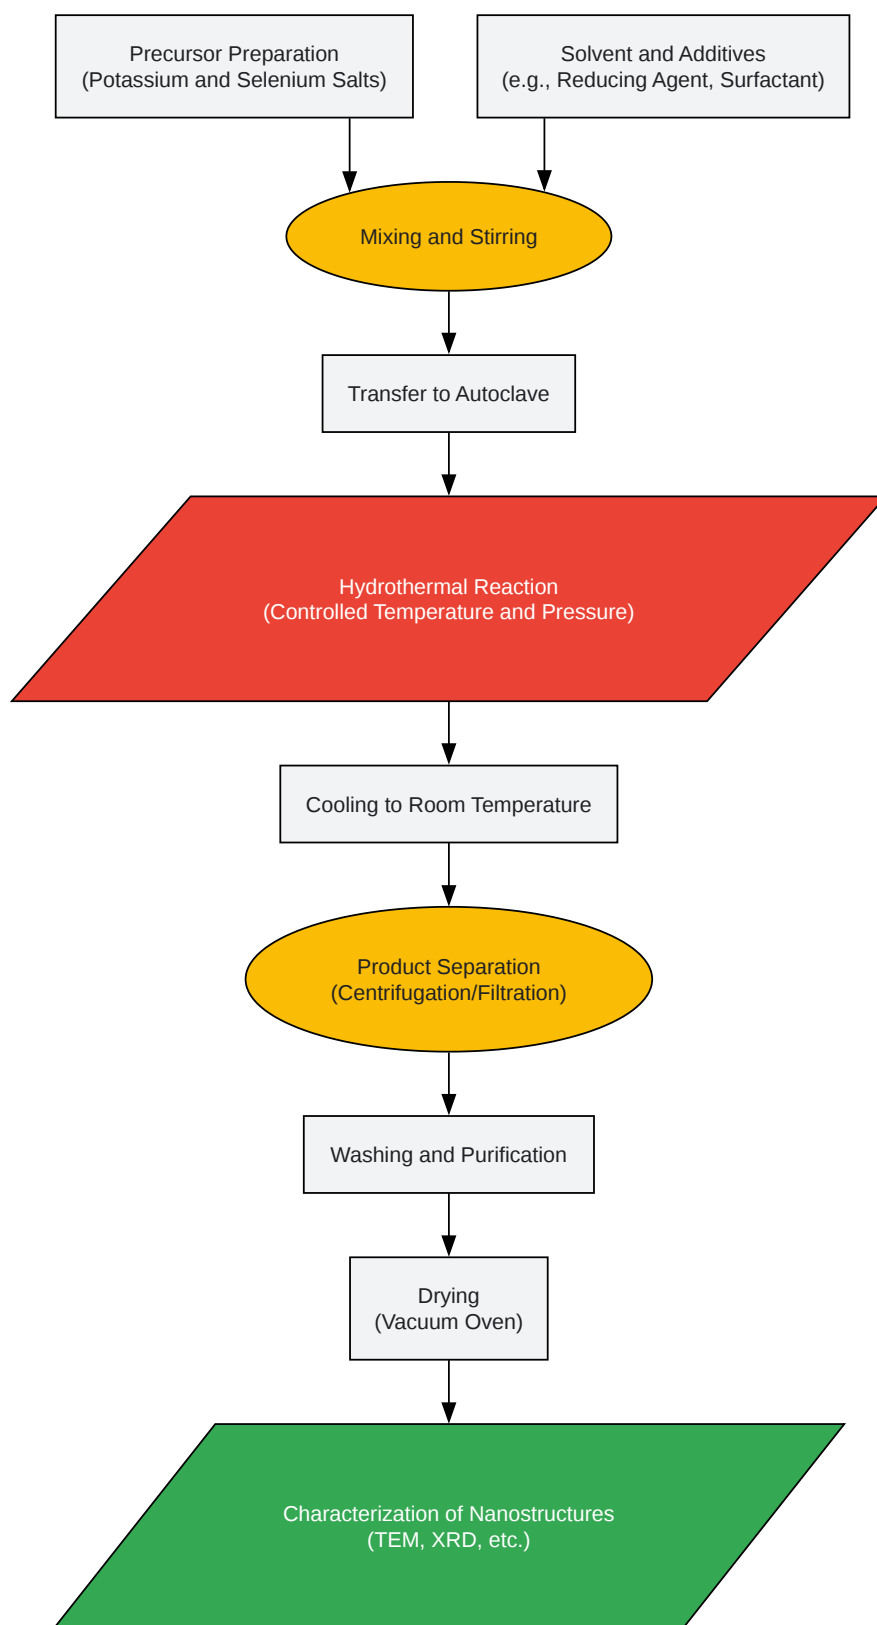 Precursor Preparation
(Potassium and Selenium Salts)
Solvent and Additives
(e.g., Reducing Agent, Surfactant)
Mixing and Stirring
Transfer to Autoclave
Hydrothermal Reaction
(Controlled Temperature and Pressure)
Cooling to Room Temperature
Product Separation
(Centrifugation/Filtration)
Washing and Purification
Drying
(Vacuum Oven)
Characterization of Nanostructures
(TEM, XRD, etc.)